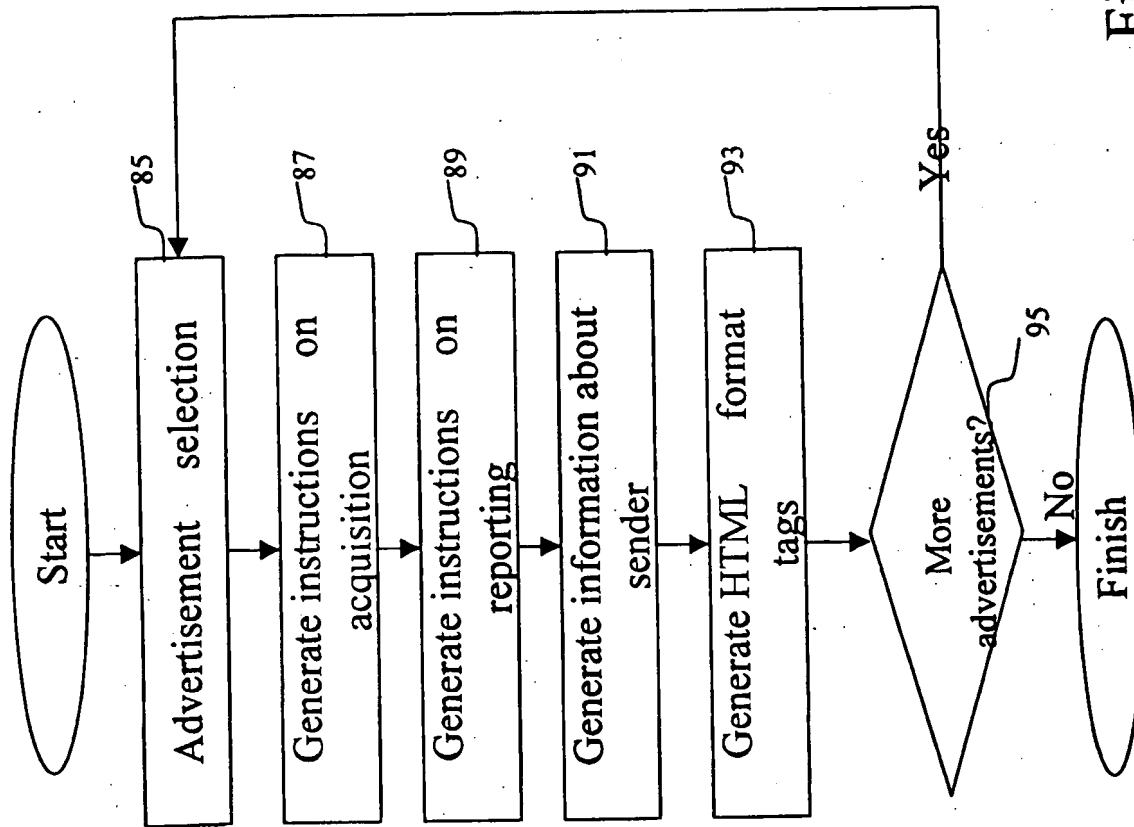 Start
Advertisement selection
85
Generate instructions on
acquisition
87
Generate instructions on
reporting
89
Generate information about
sender
91
Generate HTML format
tags
93
More
advertisements?
95
Yes
No
Finish